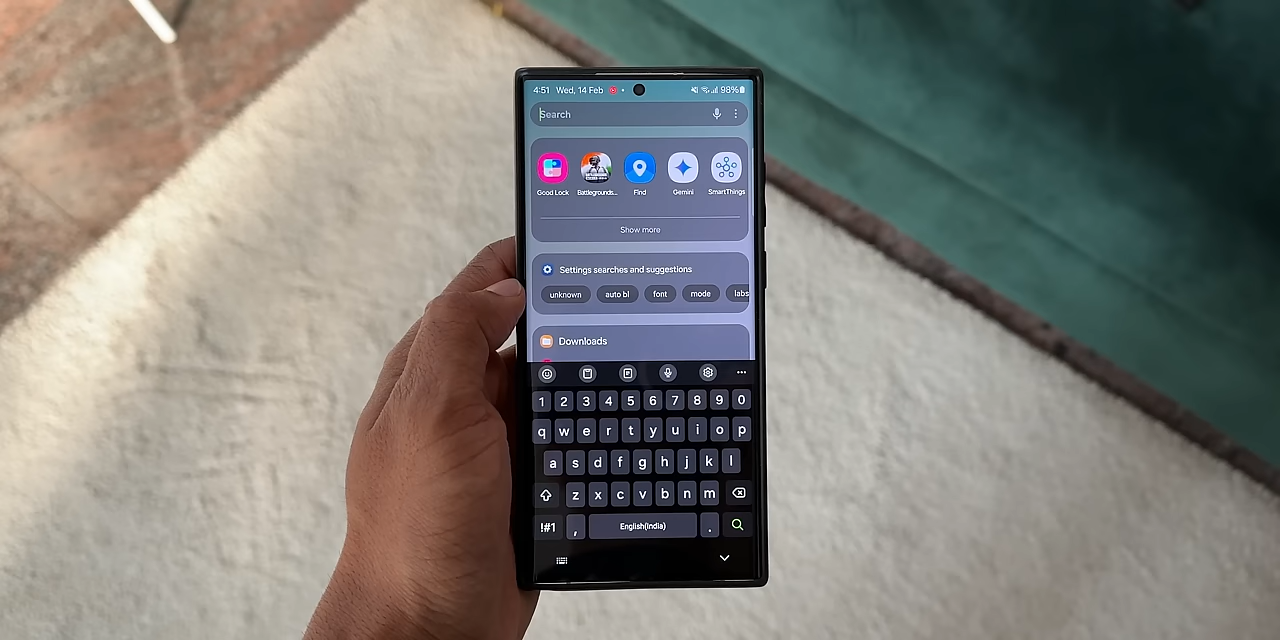 4:51 Wed, 14 Feb 98%
Search
Good Lock Battlegrounds... Find Gemini SmartThings
Show more
Settings searches and suggestions
unknown auto bl font mode labs
Downloads
1 2 3 4 5 6 7 8 9 0
q w e r t y u i o p
a s d f g h j k l
z x c v b n m
!#1 , English(India) .